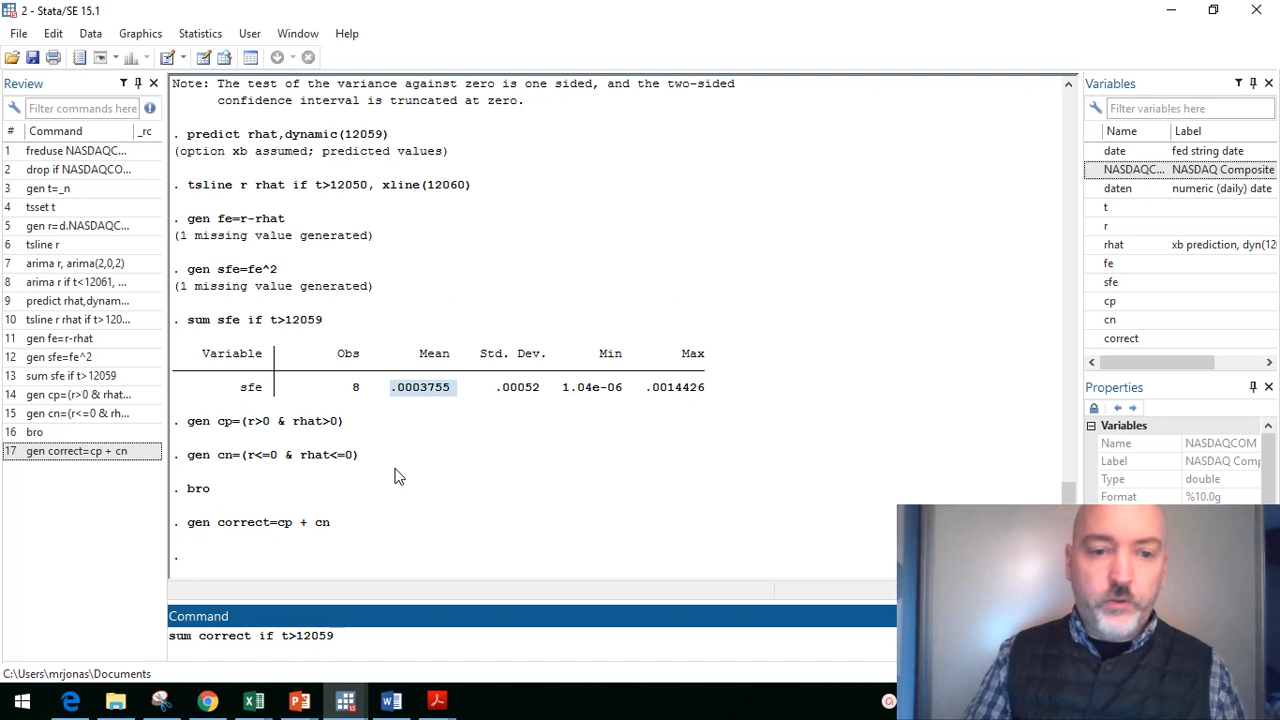 2 - Stata/SE 15.1
File Edit Data Graphics Statistics User Window Help
Review
Filter commands here
# Command _rc
1 freduse NASDAQC...
2 drop if NASDAQCO...
3 gen t=_n
4 tsset t
5 gen r=d.NASDAQC...
6 tsline r
7 arima r, arima(2,0,2)
8 arima r if t<12061, ...
9 predict rhat,dynam...
10 tsline r rhat if t>120...
11 gen fe=r-rhat
12 gen sfe=fe^2
13 sum sfe if t>12059
14 gen cp=(r>0 & rhat...
15 gen cn=(r<=0 & rh...
16 bro
17 gen correct=cp + cn
Note: The test of the variance against zero is one sided, and the two-sided
confidence interval is truncated at zero.
. predict rhat,dynamic(12059)
(option xb assumed; predicted values)
. tsline r rhat if t>12050, xline(12060)
. gen fe=r-rhat
(1 missing value generated)
. gen sfe=fe^2
(1 missing value generated)
. sum sfe if t>12059
Variable Obs Mean Std. Dev. Min Max
sfe 8 .0003755 .00052 1.04e-06 .0014426
. gen cp=(r>0 & rhat>0)
. gen cn=(r<=0 & rhat<=0)
. bro
. gen correct=cp + cn
.
Command
sum correct if t>12059
Variables
Filter variables here
Name Label
date fed string date
NASDAQC... NASDAQ Composite
daten numeric (daily) date
t
r
rhat xb prediction, dyn(12
fe
sfe
cp
cn
correct
Properties
Variables
Name NASDAQCOM
Label NASDAQ Comp
Type double
Format %10.0g
C:\Users\mrjonas\Documents